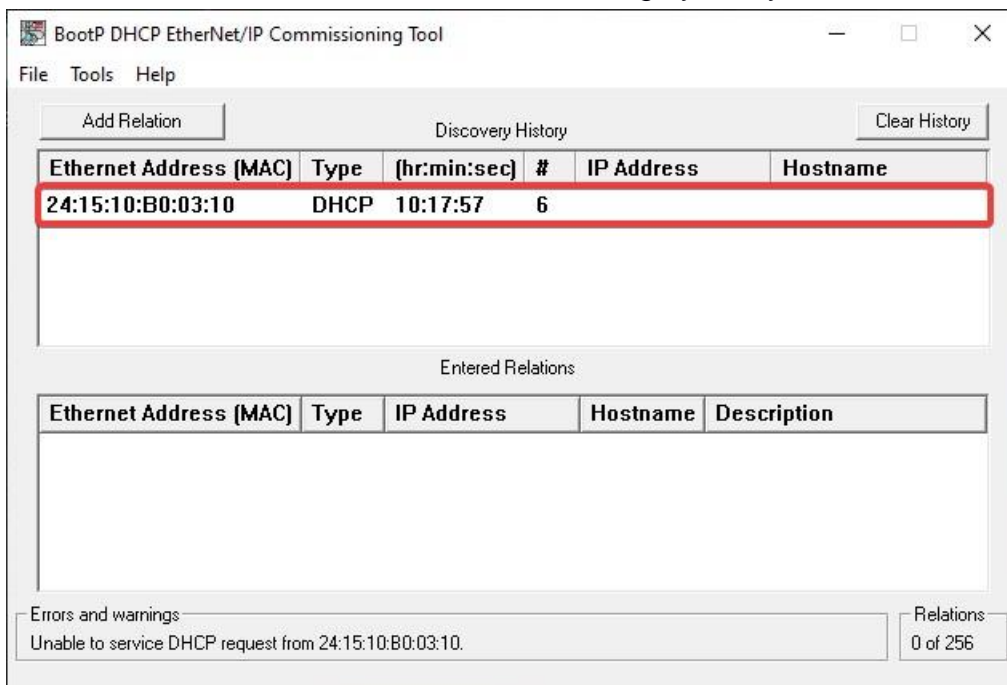 BootP DHCP EtherNet/IP Commissioning Tool
File Tools Help
Add Relation Discovery History Clear History
Ethernet Address (MAC) Type (hr:min:sec) # IP Address Hostname
24:15:10:B0:03:10 DHCP 10:17:57 6
Entered Relations
Ethernet Address (MAC) Type IP Address Hostname Description
Errors and warnings Relations
Unable to service DHCP request from 24:15:10:B0:03:10. 0 of 256